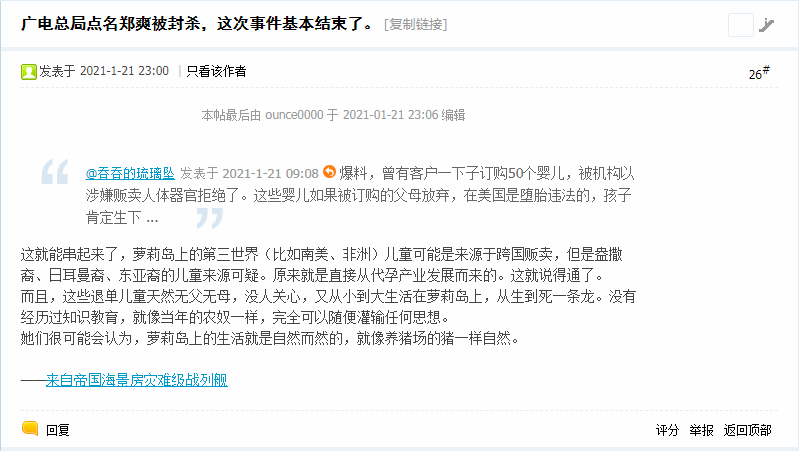 广电总局点名郑爽被封杀，这次事件基本结束了。 [复制链接]
发表于 2021-1-21 23:00 |只看该作者
26#
本帖最后由 ounce0000 于 2021-01-21 23:06 编辑
@吞吞的琉璃坠 发表于 2021-1-21 09:08 爆料，曾有客户一下子订购50个婴儿，被机构以
涉嫌贩卖人体器官拒绝了。这些婴儿如果被订购的父母放弃，在美国是堕胎违法的，孩子
肯定生下 ...
这就能串起来了，萝莉岛上的第三世界（比如南美、非洲）儿童可能是来源于跨国贩卖，但是盎撒
裔、日耳曼裔、东亚裔的儿童来源可疑。原来就是直接从代孕产业发展而来的。这就说得通了。
而且，这些退单儿童天然无父无母，没人关心，又从小到大生活在萝莉岛上，从生到死一条龙。没有
经历过知识教育，就像当年的农奴一样，完全可以随便灌输任何思想。
她们很可能会认为，萝莉岛上的生活就是自然而然的，就像养猪场的猪一样自然。
——来自帝国海景房灾难级战列舰
回复
评分 举报 返回顶部